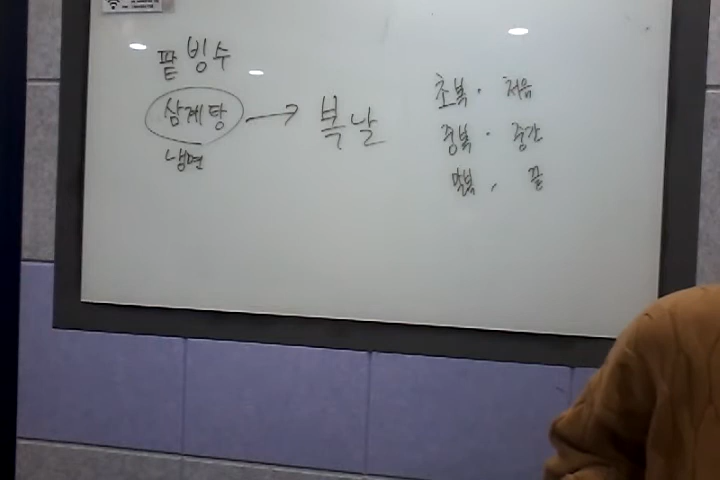 팥빙수
삼계탕 → 복날
냉면
초복 · 처음
중복 · 중간
말복 , 끝